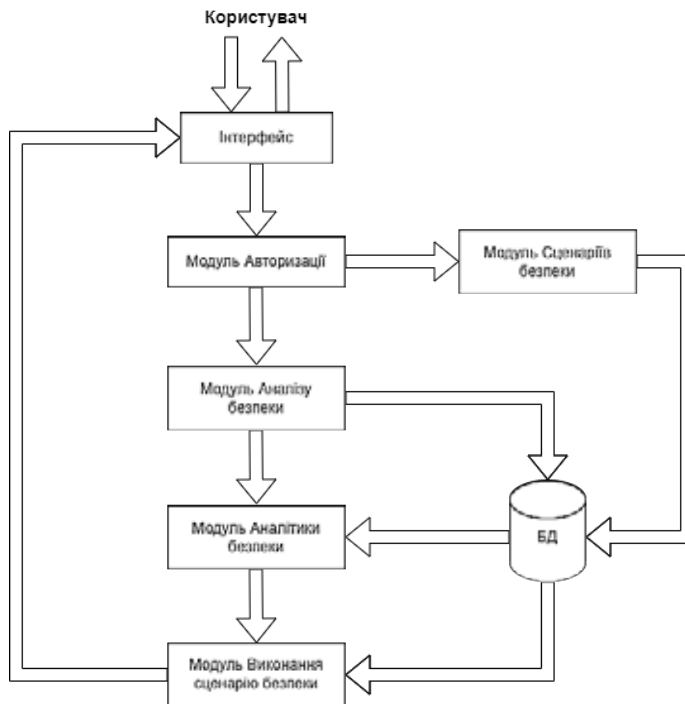 Користувач
Інтерфейс
Модуль Авторизації
Модуль Сценаріїв
безпеки
Модуль Аналізу
безпеки
Модуль Аналітики
безпеки
БД
Модуль Виконання
сценарію безпеки